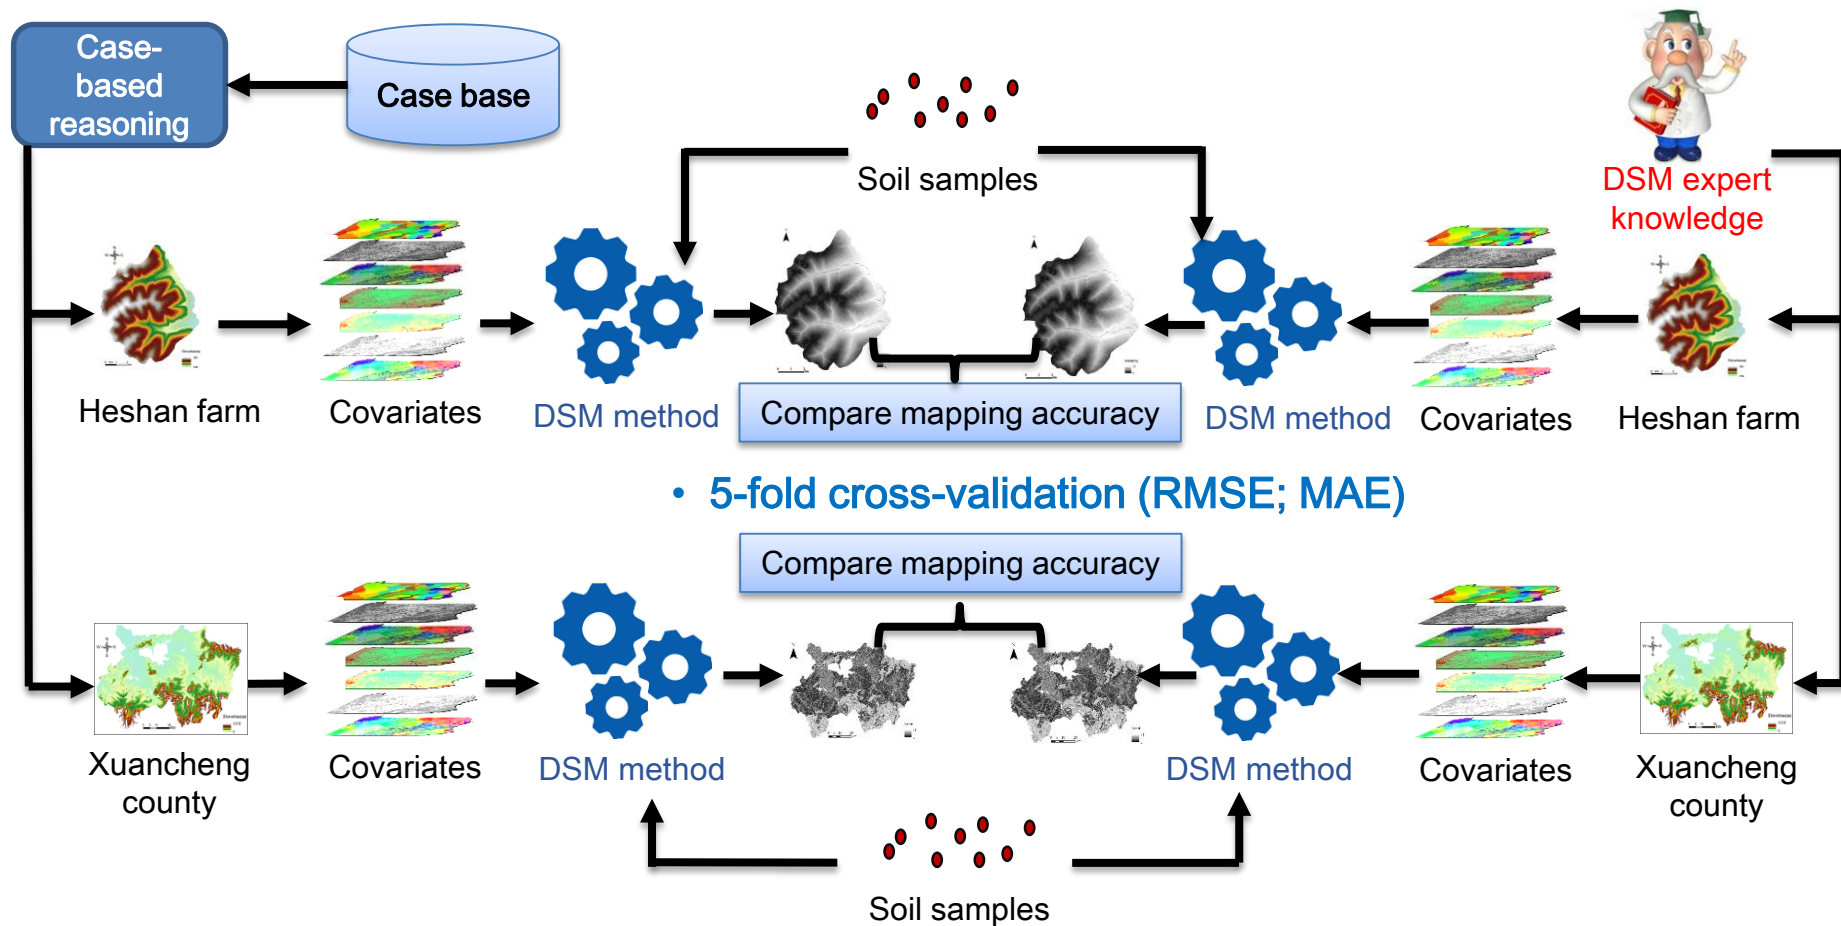 Case-
based
reasoning
Case base
Soil samples
DSM expert
knowledge
Heshan farm
Covariates
DSM method
Compare mapping accuracy
DSM method
Covariates
Heshan farm
• 5-fold cross-validation (RMSE; MAE)
Compare mapping accuracy
Xuancheng
county
Covariates
DSM method
DSM method
Covariates
Xuancheng
county
Soil samples